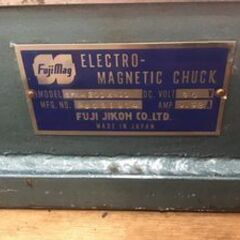 FujiMag
ELECTRO-
MAGNETIC CHUCK
MODEL DC. VOLT
MFG. NO. AMP
FUJI JIKOH CO.,LTD.
MADE IN JAPAN